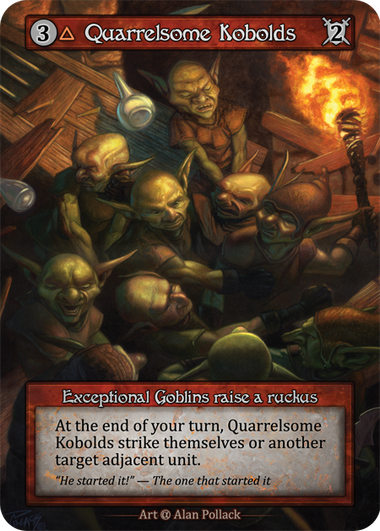 3 Quarrelsome Kobolds 2
Exceptional Goblins raise a ruckus
At the end of your turn, Quarrelsome
Kobolds strike themselves or another
target adjacent unit.
"He started it!" — The one that started it
Art @ Alan Pollack